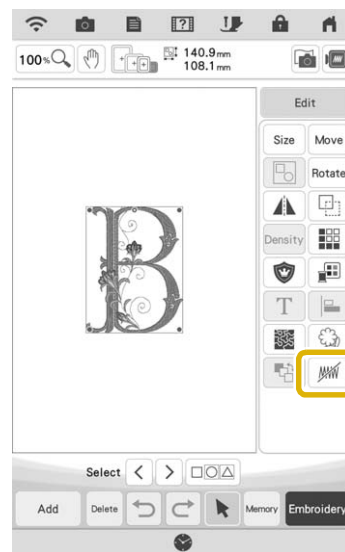 100% 140.9mm
108.1mm
Edit
Size Move
Rotate
Density
T
B
Select
Add Delete Memory Embroidery